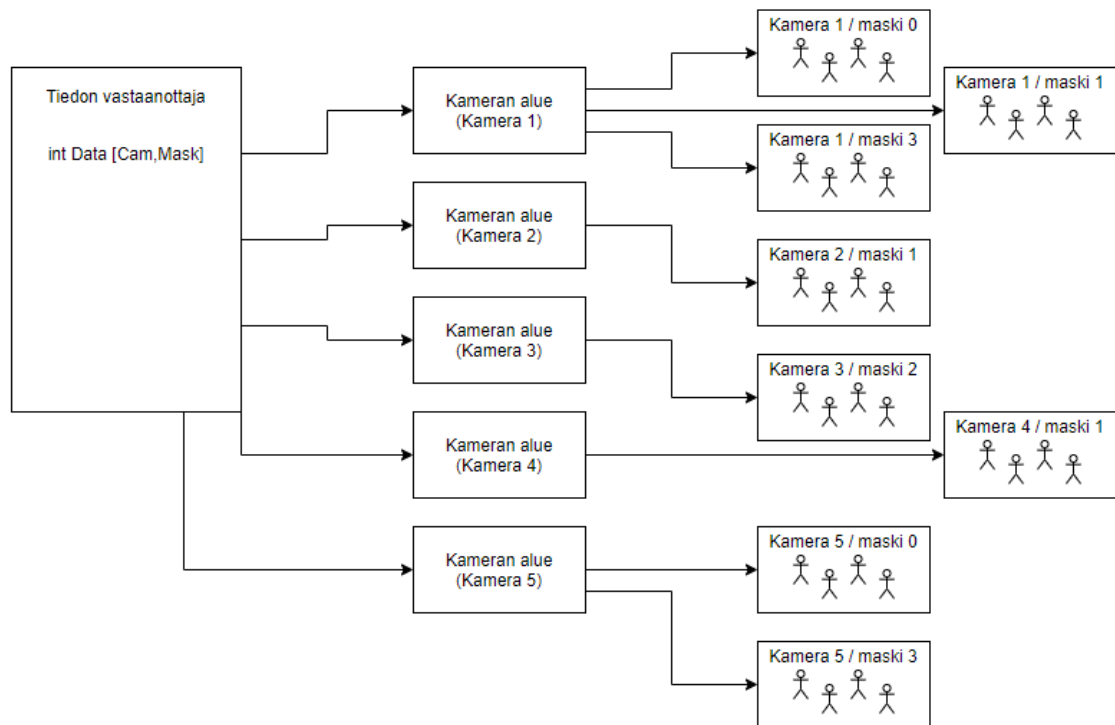 Tiedon vastaanottaja
int Data [Cam,Mask]
Kameran alue
(Kamera 1)
Kameran alue
(Kamera 2)
Kameran alue
(Kamera 3)
Kameran alue
(Kamera 4)
Kameran alue
(Kamera 5)
Kamera 1 / maski 0
Kamera 1 / maski 1
Kamera 1 / maski 3
Kamera 2 / maski 1
Kamera 3 / maski 2
Kamera 4 / maski 1
Kamera 5 / maski 0
Kamera 5 / maski 3